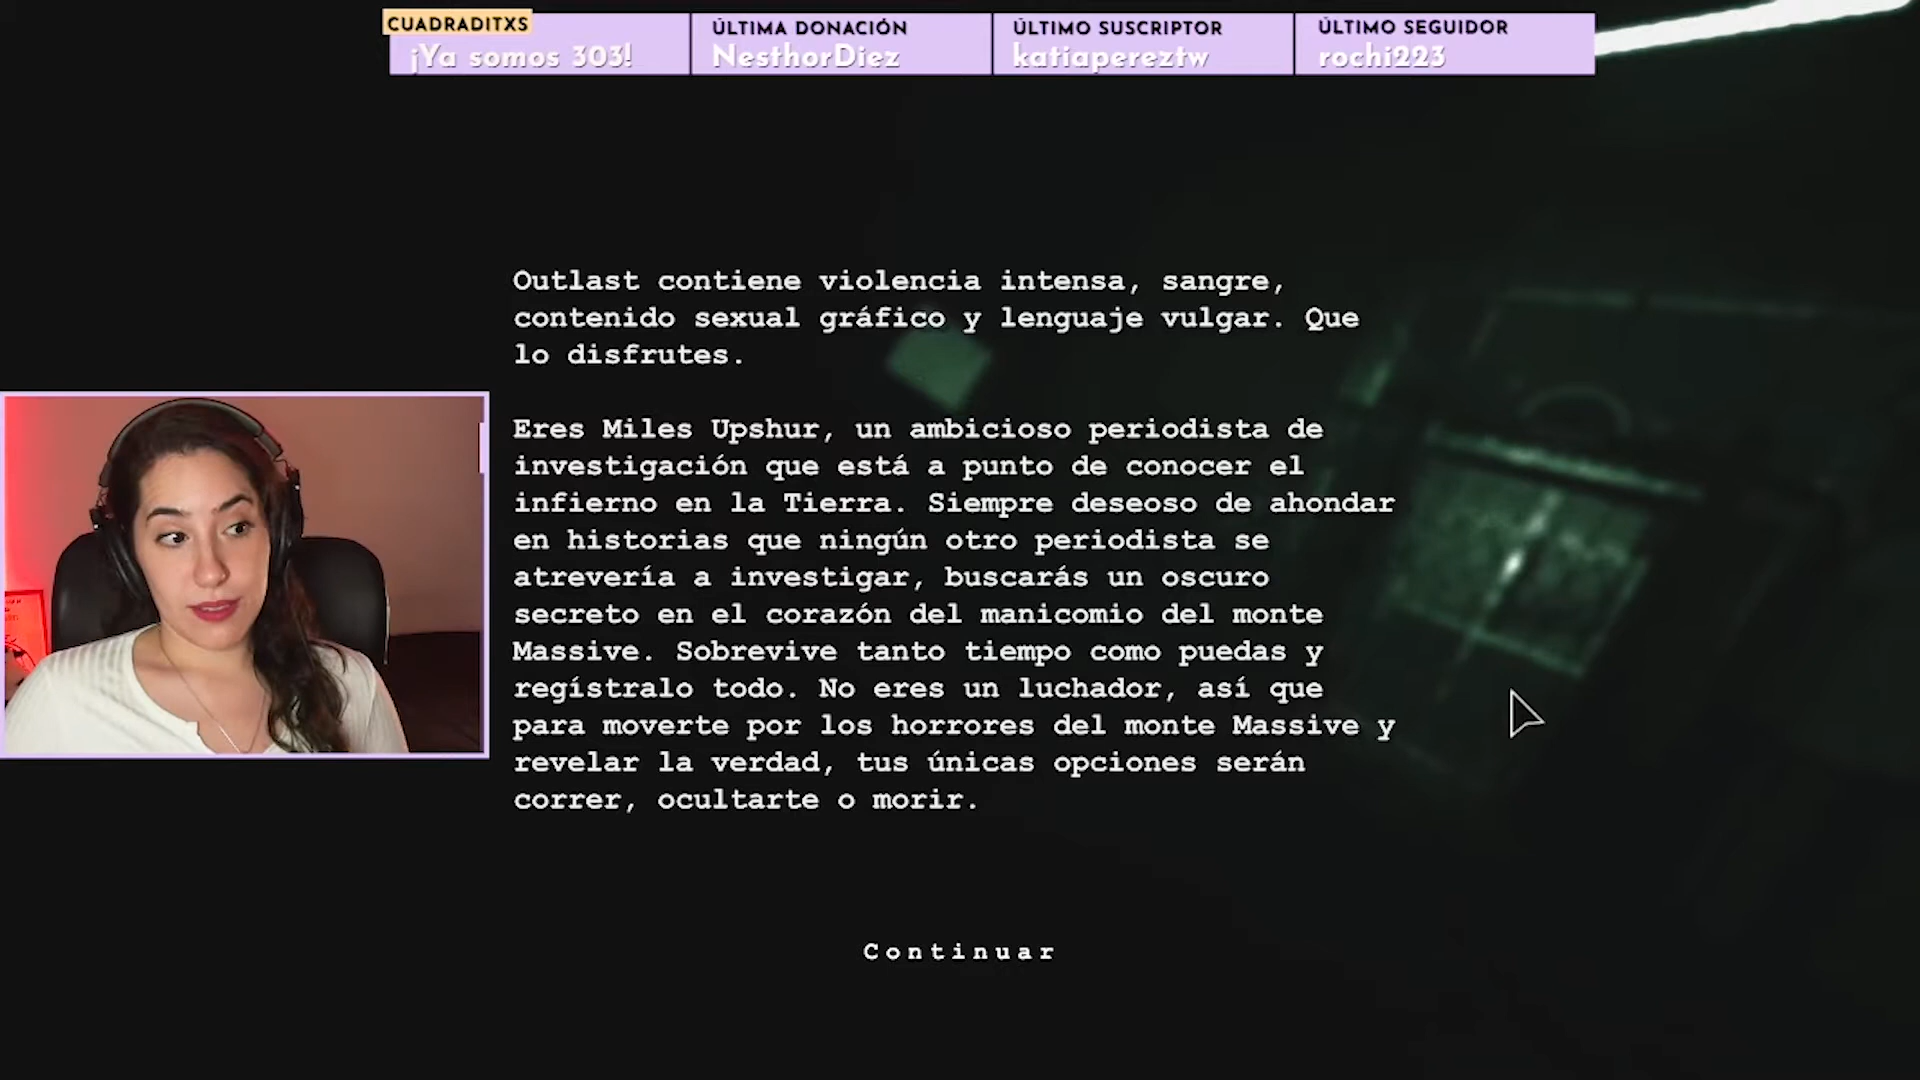 CUADRADITXS
¡Ya somos 303!
ÚLTIMA DONACIÓN
NesthorDiez
ÚLTIMO SUSCRIPTOR
katiapereztw
ÚLTIMO SEGUIDOR
rochi223
Outlast contiene violencia intensa, sangre,
contenido sexual gráfico y lenguaje vulgar. Que
lo disfrutes.
Eres Miles Upshur, un ambicioso periodista de
investigación que está a punto de conocer el
infierno en la Tierra. Siempre deseoso de ahondar
en historias que ningún otro periodista se
atrevería a investigar, buscarás un oscuro
secreto en el corazón del manicomio del monte
Massive. Sobrevive tanto tiempo como puedas y
regístralo todo. No eres un luchador, así que
para moverte por los horrores del monte Massive y
revelar la verdad, tus únicas opciones serán
correr, ocultarte o morir.
Continuar